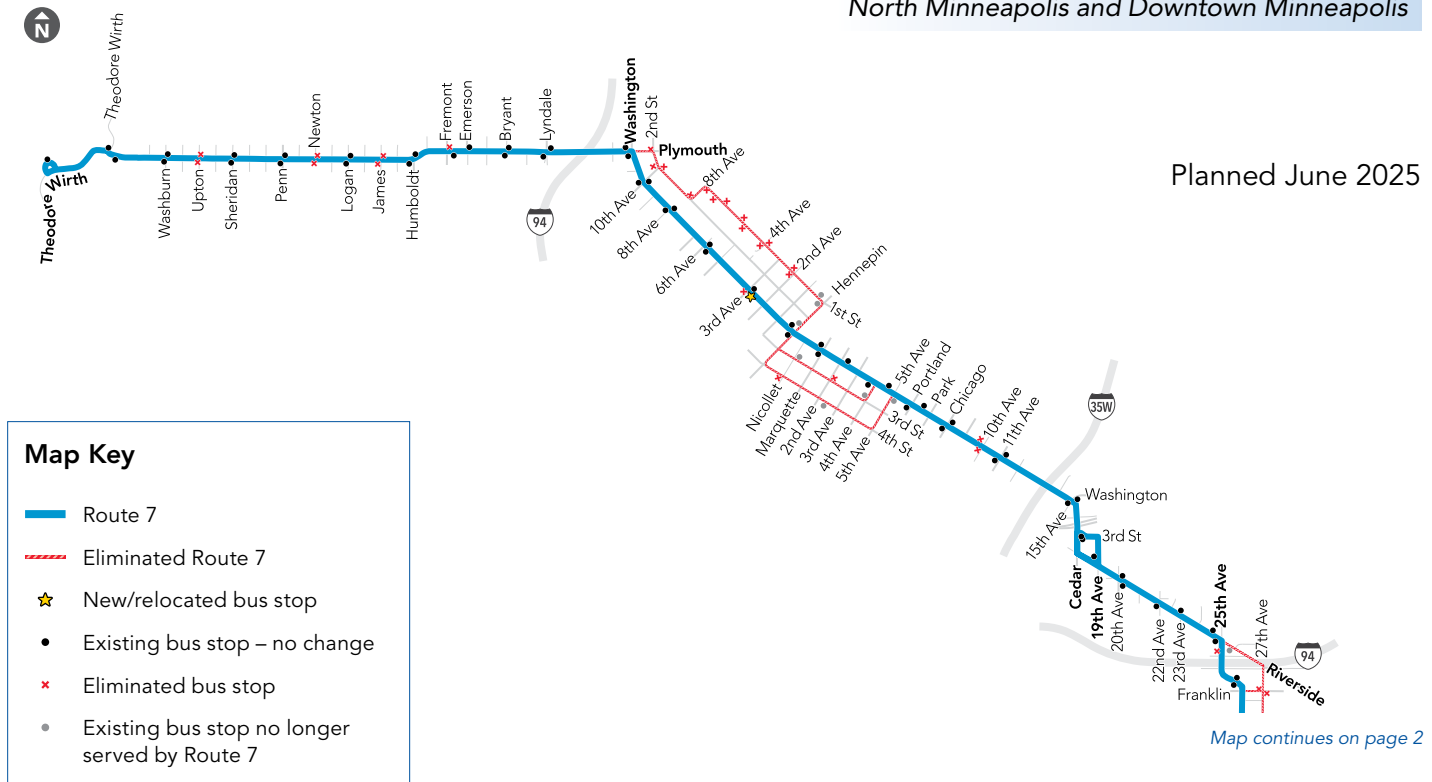 North Minneapolis and Downtown Minneapolis
N
Planned June 2025
Theodore Wirth
Theodore Wirth
Washburn
Upton
Sheridan
Penn
Newton
Logan
James
Humboldt
Fremont
Emerson
Bryant
Lyndale
94
Washington
2nd St
Plymouth
10th Ave
8th Ave
8th Ave
6th Ave
4th Ave
3rd Ave
2nd Ave
Hennepin
1st St
Nicollet
Marquette
2nd Ave
3rd Ave
4th Ave
5th Ave
3rd St
4th St
5th Ave
Portland
Park
Chicago
10th Ave
11th Ave
35W
Washington
15th Ave
3rd St
Cedar
19th Ave
20th Ave
22nd Ave
23rd Ave
25th Ave
27th Ave
94
Riverside
Franklin
Map continues on page 2
Map Key
Route 7
Eliminated Route 7
New/relocated bus stop
Existing bus stop – no change
Eliminated bus stop
Existing bus stop no longer
served by Route 7